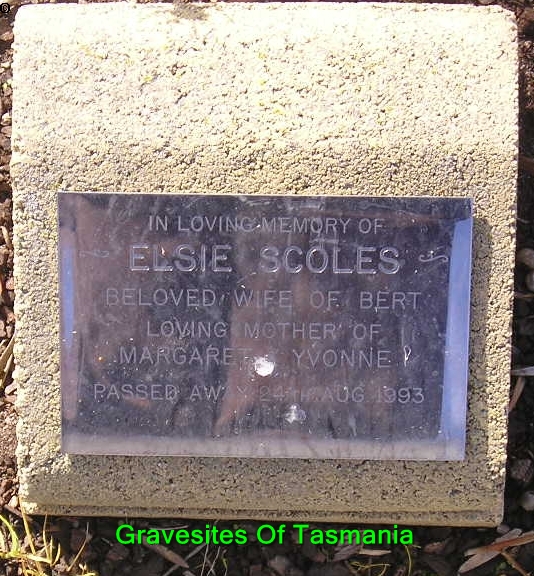 IN LOVING MEMORY OF
ELSIE SCOLES
BELOVED WIFE OF BERT
LOVING MOTHER OF
MARGARET YVONNE
PASSED AWAY 24TH AUG 1993
Gravesites Of Tasmania